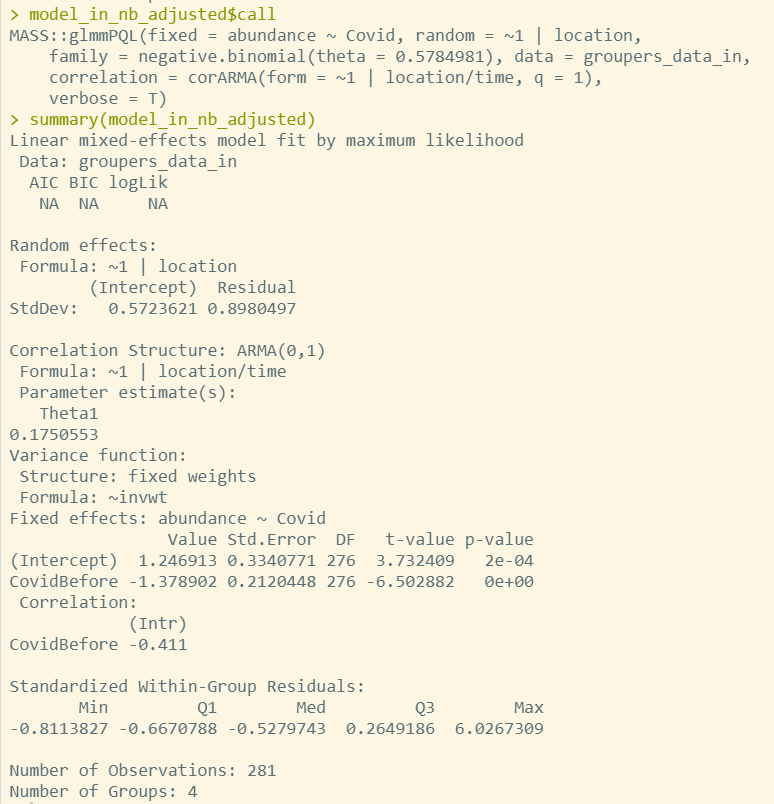 > model_in_nb_adjusted$call
MASS::glmmPQL(fixed = abundance ~ Covid, random = ~1 | location,
    family = negative.binomial(theta = 0.5784981), data = groupers_data_in,
    correlation = corARMA(form = ~1 | location/time, q = 1),
    verbose = T)
> summary(model_in_nb_adjusted)
Linear mixed-effects model fit by maximum likelihood
 Data: groupers_data_in
  AIC BIC logLik
   NA  NA     NA

Random effects:
 Formula: ~1 | location
        (Intercept)  Residual
StdDev:   0.5723621 0.8980497

Correlation Structure: ARMA(0,1)
 Formula: ~1 | location/time
 Parameter estimate(s):
   Theta1
0.1750553
Variance function:
 Structure: fixed weights
 Formula: ~invwt
Fixed effects: abundance ~ Covid
               Value Std.Error  DF   t-value p-value
(Intercept)  1.246913 0.3340771 276  3.732409   2e-04
CovidBefore -1.378902 0.2120448 276 -6.502882   0e+00
 Correlation:
            (Intr)
CovidBefore -0.411

Standardized Within-Group Residuals:
       Min         Q1        Med         Q3        Max
-0.8113827 -0.6670788 -0.5279743  0.2649186  6.0267309

Number of Observations: 281
Number of Groups: 4